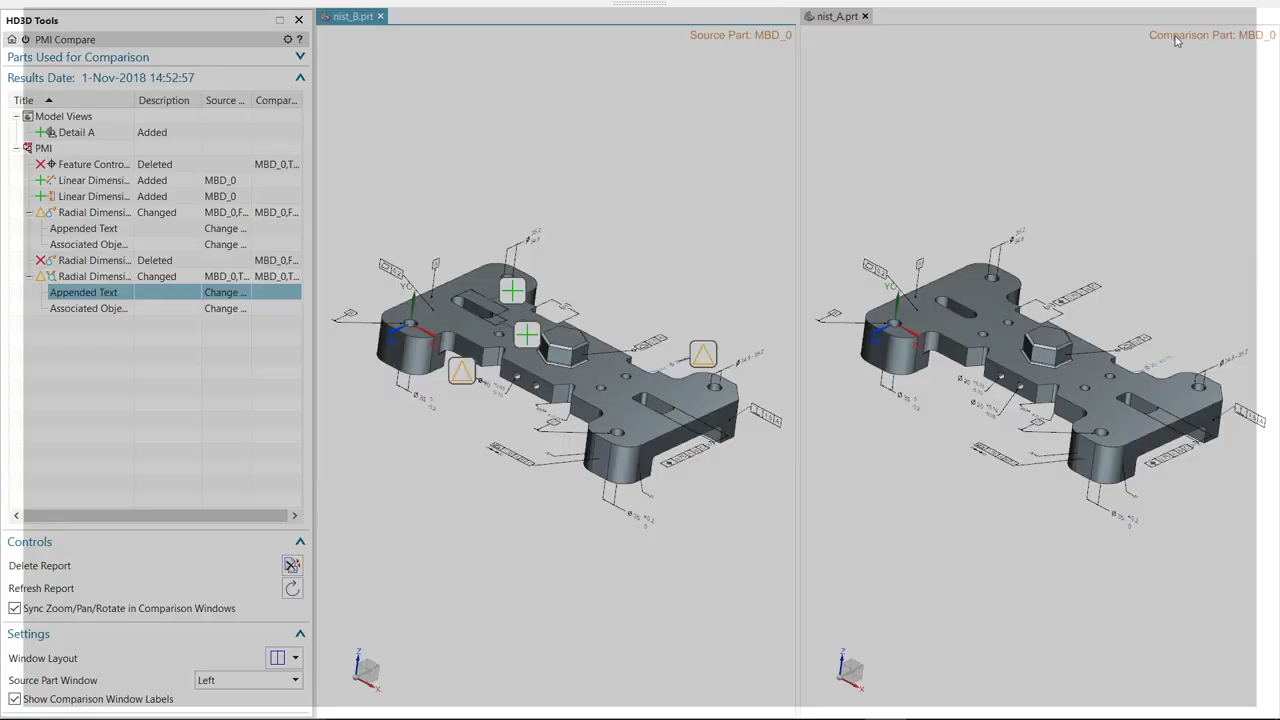 HD3D Tools
PMI Compare
?
Parts Used for Comparison
Results Date: 1-Nov-2018 14:52:57
Title Description Source ... Compar...
Model Views
Detail A Added
PMI
Feature Contro... Deleted MBD_0,T...
Linear Dimensi... Added MBD_0
Linear Dimensi... Added MBD_0
Radial Dimensi... Changed MBD_0,F... MBD_0,F...
Appended Text Change ...
Associated Obje... Change ...
Radial Dimensi... Deleted MBD_0,F...
Radial Dimensi... Changed MBD_0,T... MBD_0,T...
Appended Text Change ...
Associated Obje... Change ...
Controls
Delete Report
Refresh Report
Sync Zoom/Pan/Rotate in Comparison Windows
Settings
Window Layout
Source Part Window Left
Show Comparison Window Labels
nist_B.prt
Source Part: MBD_0
YC
Z
X
nist_A.prt
Comparison Part: MBD_0
YC
Z
X